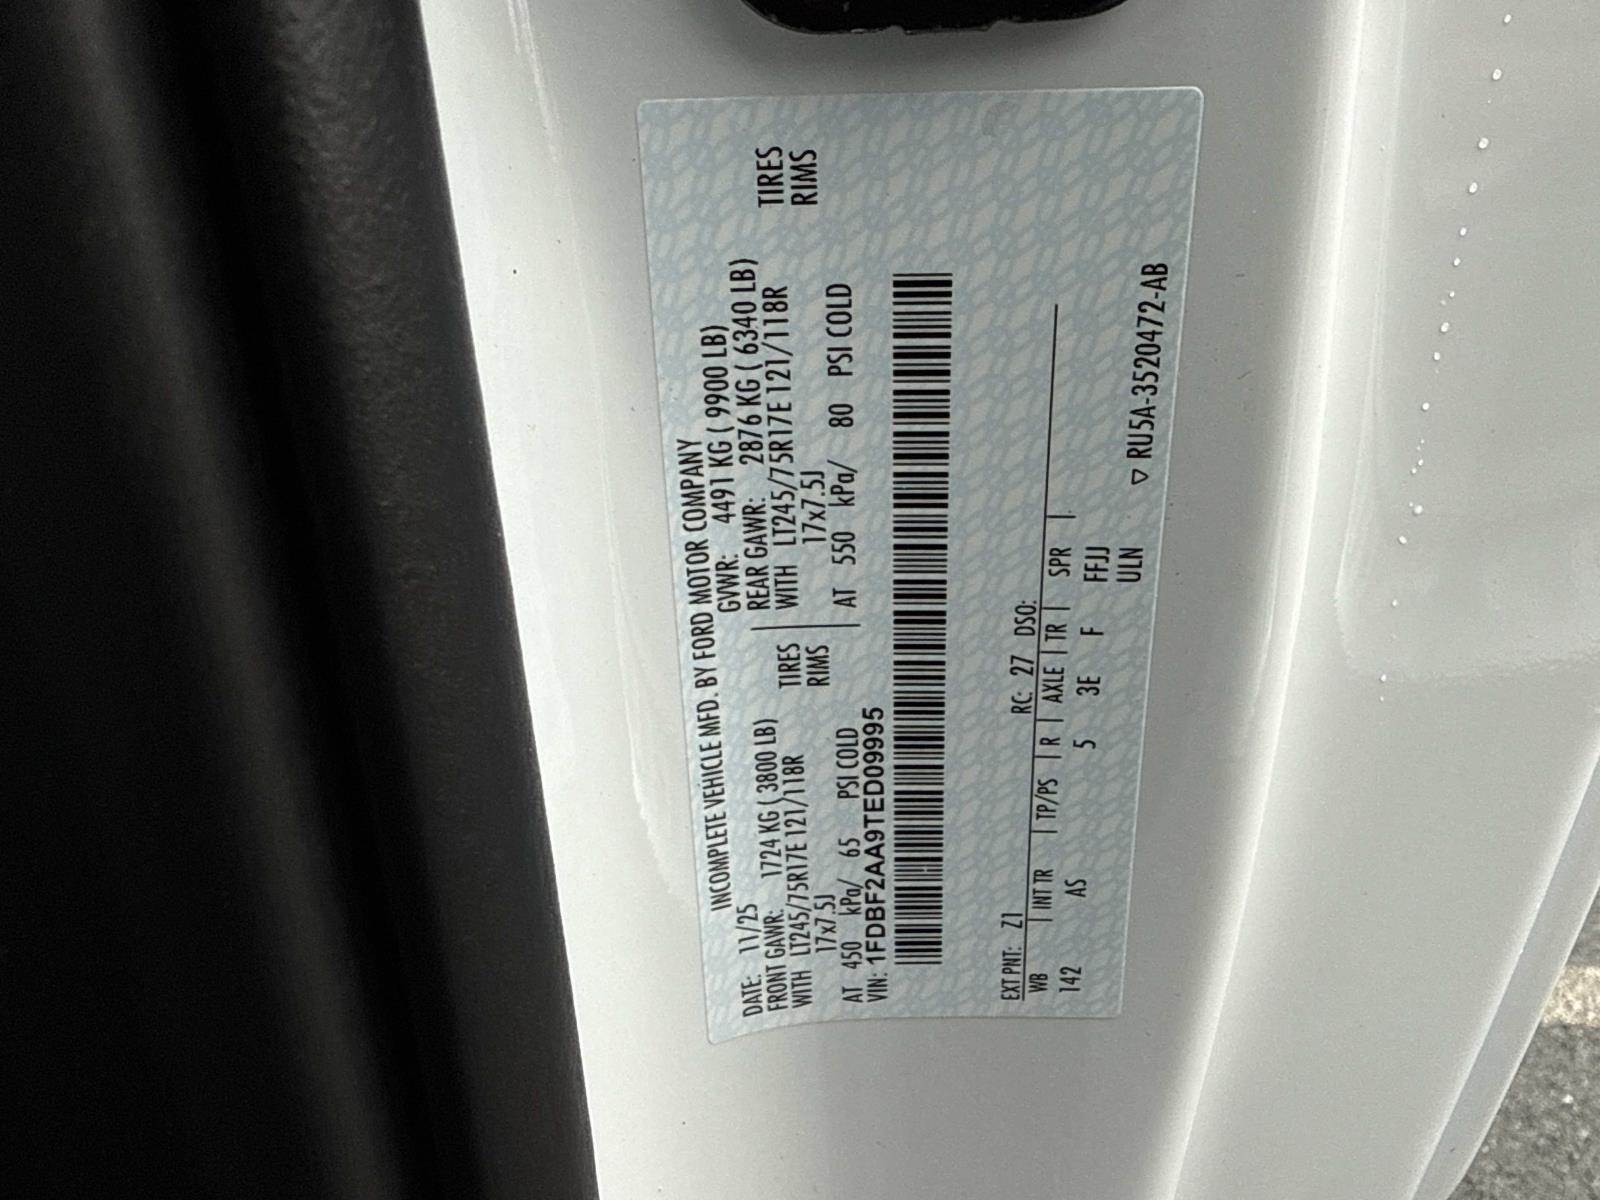 INCOMPLETE VEHICLE MFD. BY FORD MOTOR COMPANY
DATE: 11/25 GVWR: 4491 KG ( 9900 LB)
FRONT GAWR: 1724 KG ( 3800 LB) REAR GAWR: 2876 KG ( 6340 LB)
WITH LT245/75R17E 121/118R TIRES WITH LT245/75R17E 121/118R TIRES
17x7.5J RIMS 17x7.5J RIMS
AT 450 kPa/ 65 PSI COLD AT 550 kPa/ 80 PSI COLD
VIN: 1FDBF2AA9TED09995
EXT PNT: Z1 RC: 27 DSO:
WB | INT TR | TP/PS | R | AXLE | TR | SPR |
142 AS 5 3E F FFJJ
ULN
▽ RU5A-3520472-AB